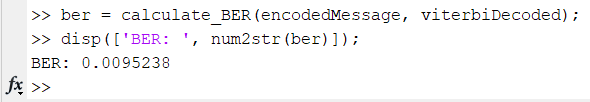 >> ber = calculate_BER(encodedMessage, viterbiDecoded);
>> disp(['BER: ', num2str(ber)]);
BER: 0.0095238
fx >>